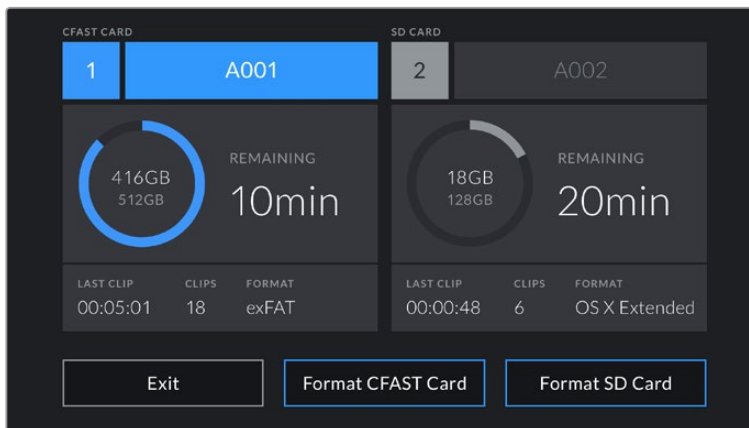 CFAST CARD
1
A001
416GB
512GB
REMAINING
10min
LAST CLIP
CLIPS
FORMAT
00:05:01
18
exFAT
SD CARD
2
A002
18GB
128GB
REMAINING
20min
LAST CLIP
CLIPS
FORMAT
00:00:48
6
OS X Extended
Exit
Format CFAST Card
Format SD Card